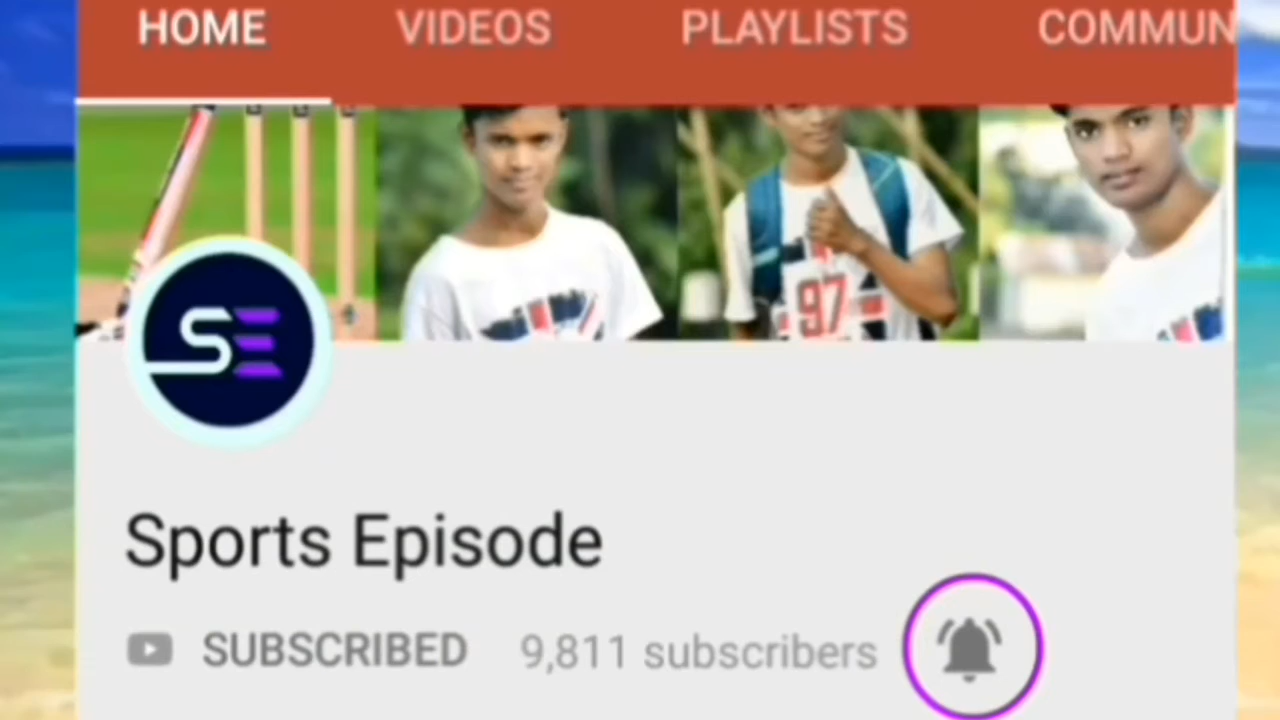 HOME VIDEOS PLAYLISTS COMMUN
97
SE
Sports Episode
SUBSCRIBED 9,811 subscribers